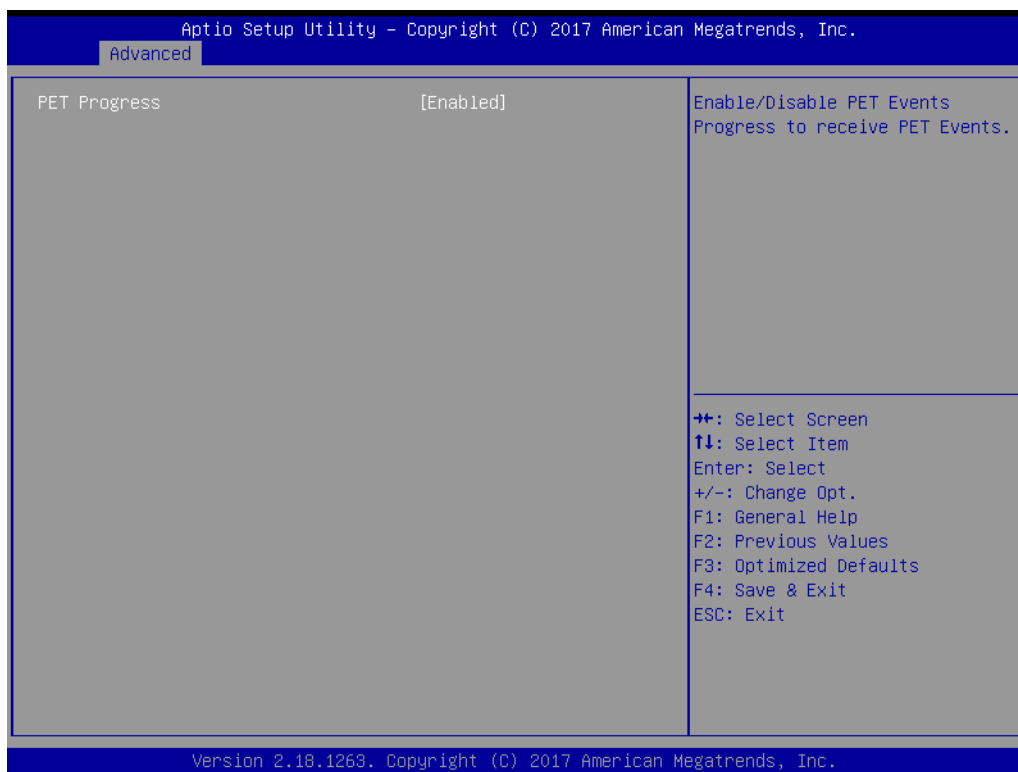 Aptio Setup Utility – Copyright (C) 2017 American Megatrends, Inc.
Advanced
PET Progress [Enabled]
Enable/Disable PET Events
Progress to receive PET Events.
→←: Select Screen
↑↓: Select Item
Enter: Select
+/-: Change Opt.
F1: General Help
F2: Previous Values
F3: Optimized Defaults
F4: Save & Exit
ESC: Exit
Version 2.18.1263. Copyright (C) 2017 American Megatrends, Inc.